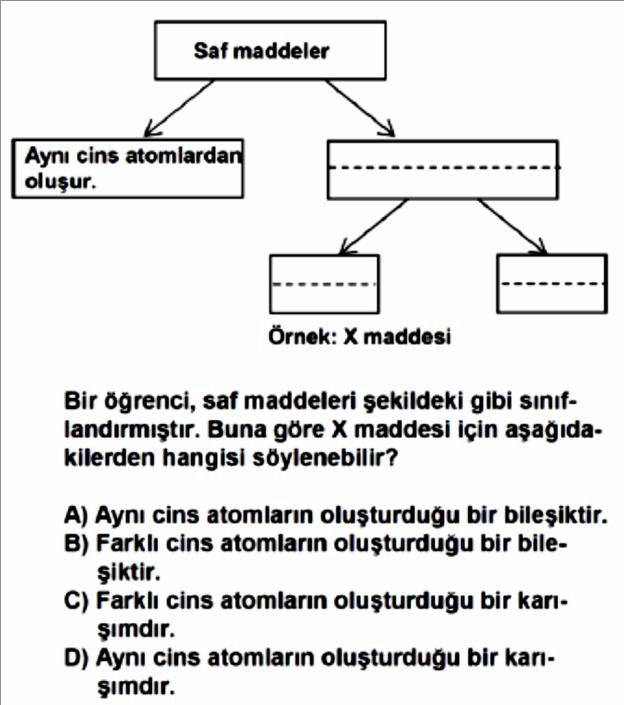 Saf maddeler
Aynı cins atomlardan
oluşur.
Örnek: X maddesi
Bir öğrenci, saf maddeleri şekildeki gibi sınıf-
landırmıştır. Buna göre X maddesi için aşağıda-
kilerden hangisi söylenebilir?
A) Aynı cins atomların oluşturduğu bir bileşiktir.
B) Farklı cins atomların oluşturduğu bir bile-
şiktir.
C) Farklı cins atomların oluşturduğu bir karı-
şımdır.
D) Aynı cins atomların oluşturduğu bir karı-
şımdır.